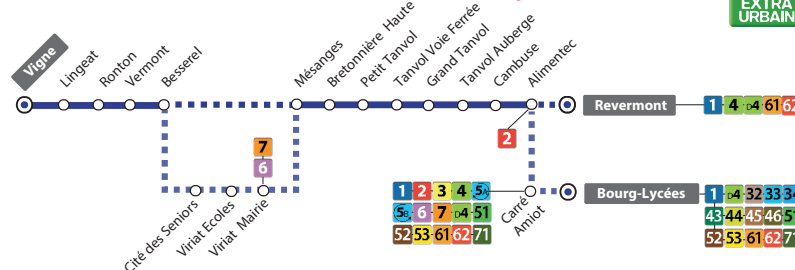 EXTRA
URBAIN
Vigne
Lingeat
Ronton
Vermont
Besserel
Mésanges
Bretonnière Haute
Petit Tanvol
Tanvol Voie Ferrée
Grand Tanvol
Tanvol Auberge
Cambuse
Alimentec
Revermont
1 4 D4 61 62
2
7
6
Cité des Seniors
Viriat Ecoles
Viriat Mairie
1 2 3 4 5A
5B 6 7 D4 51
52 53 61 62 71
Carré
Amiot
Bourg-Lycées
1 D4 32 33 34
43 44 45 46 51
52 53 61 62 71